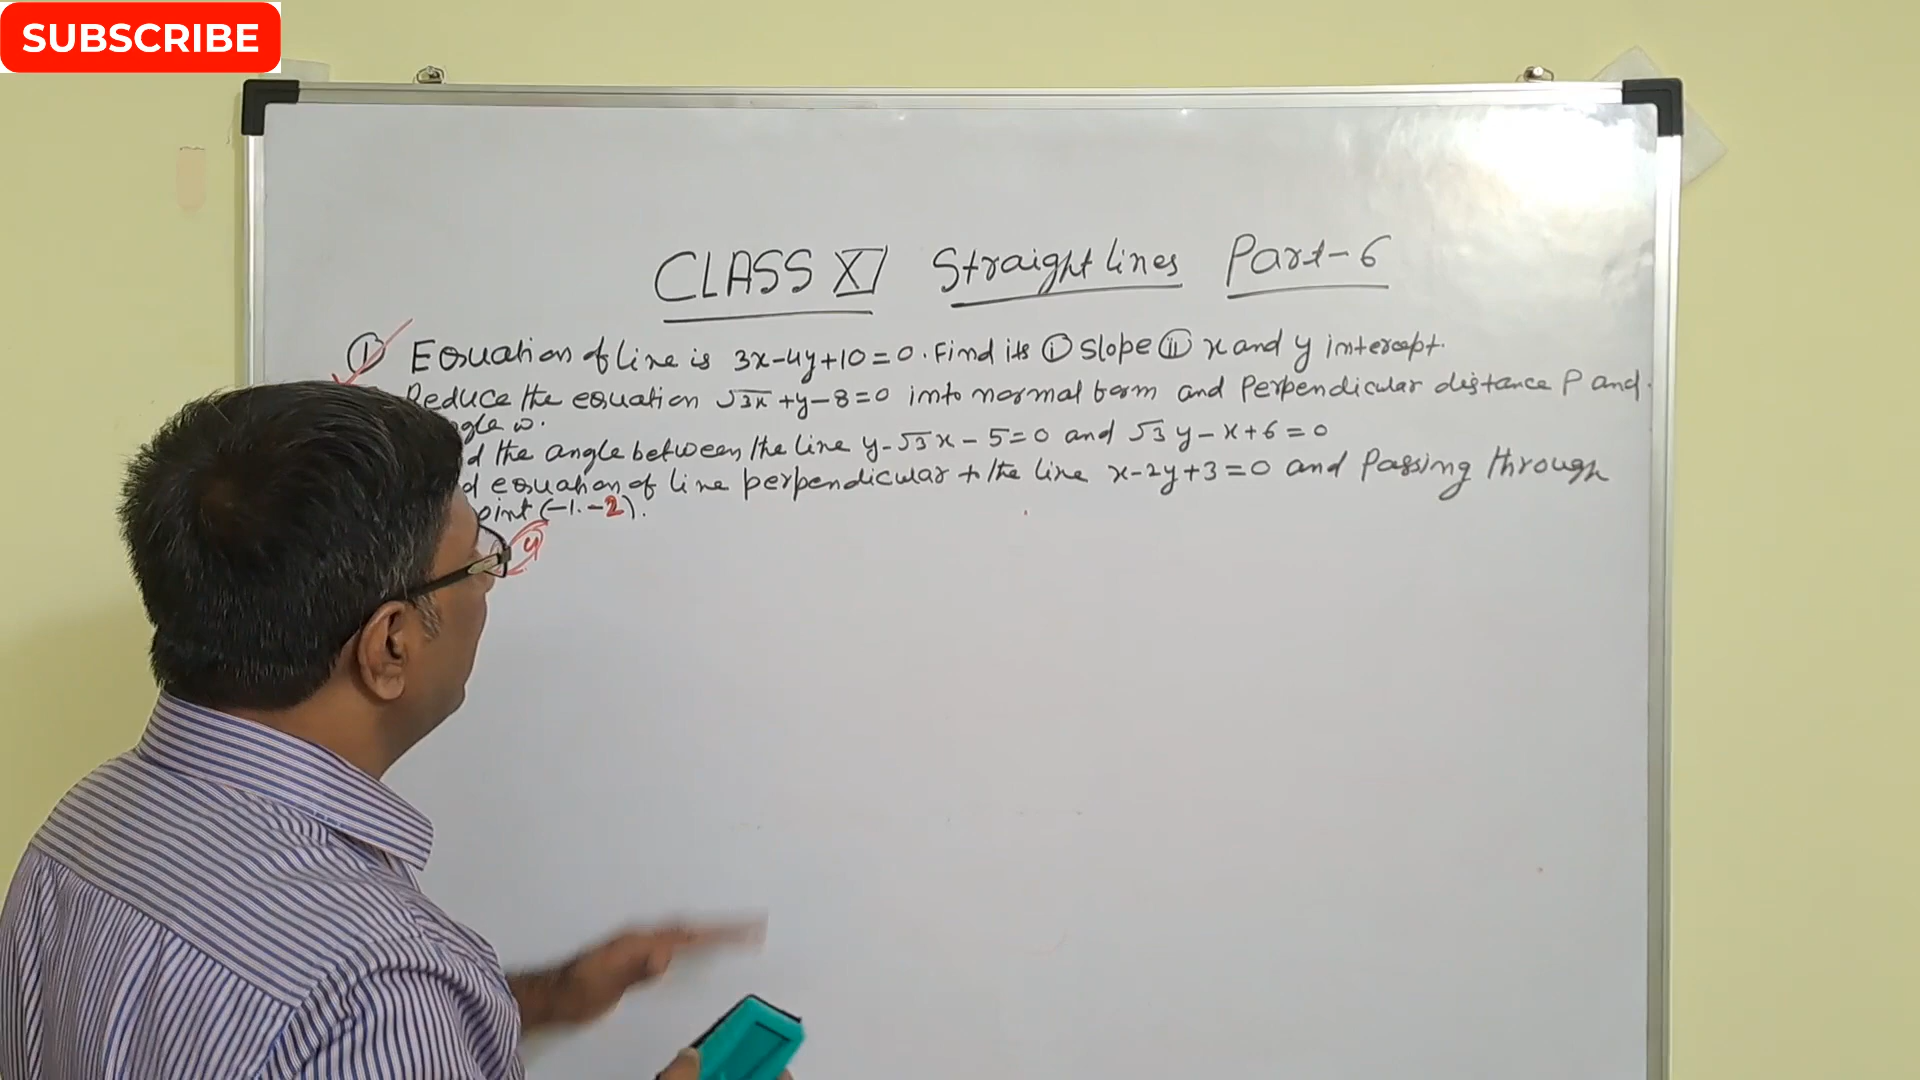 SUBSCRIBE
CLASS XI Straight lines Part-6
① Equation of line is 3x-4y+10=0. Find its ⓘ Slope ⓘⓘ x and y intercept.
Reduce the equation √3x+y-8=0 into normal form and Perpendicular distance P and
gle ω.
d the angle between the line y-√3x-5=0 and √3y-x+6=0
d equation of line perpendicular to the line x-2y+3=0 and Passing through
oint (-1.-2).
4